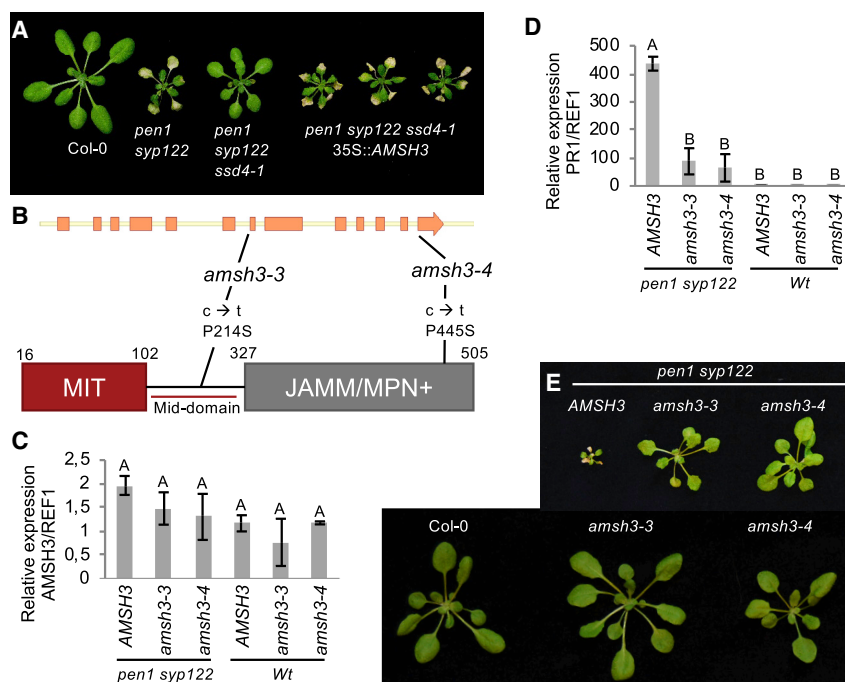 A
Col-0
pen1
syp122
pen1
syp122
ssd4-1
pen1 syp122 ssd4-1
35S::AMSH3
B
amsh3-3
amsh3-4
c → t
P214S
c → t
P445S
16
102
327
505
MIT
JAMM/MPN+
Mid-domain
C
Relative expression
AMSH3/REF1
2,5
2
1,5
1
0,5
0
A
A
A
A
A
A
AMSH3
amsh3-3
amsh3-4
AMSH3
amsh3-3
amsh3-4
pen1 syp122
Wt
D
Relative expression
PR1/REF1
500
400
300
200
100
0
A
B
B
B
B
B
AMSH3
amsh3-3
amsh3-4
AMSH3
amsh3-3
amsh3-4
pen1 syp122
Wt
E
pen1 syp122
AMSH3
amsh3-3
amsh3-4
Col-0
amsh3-3
amsh3-4